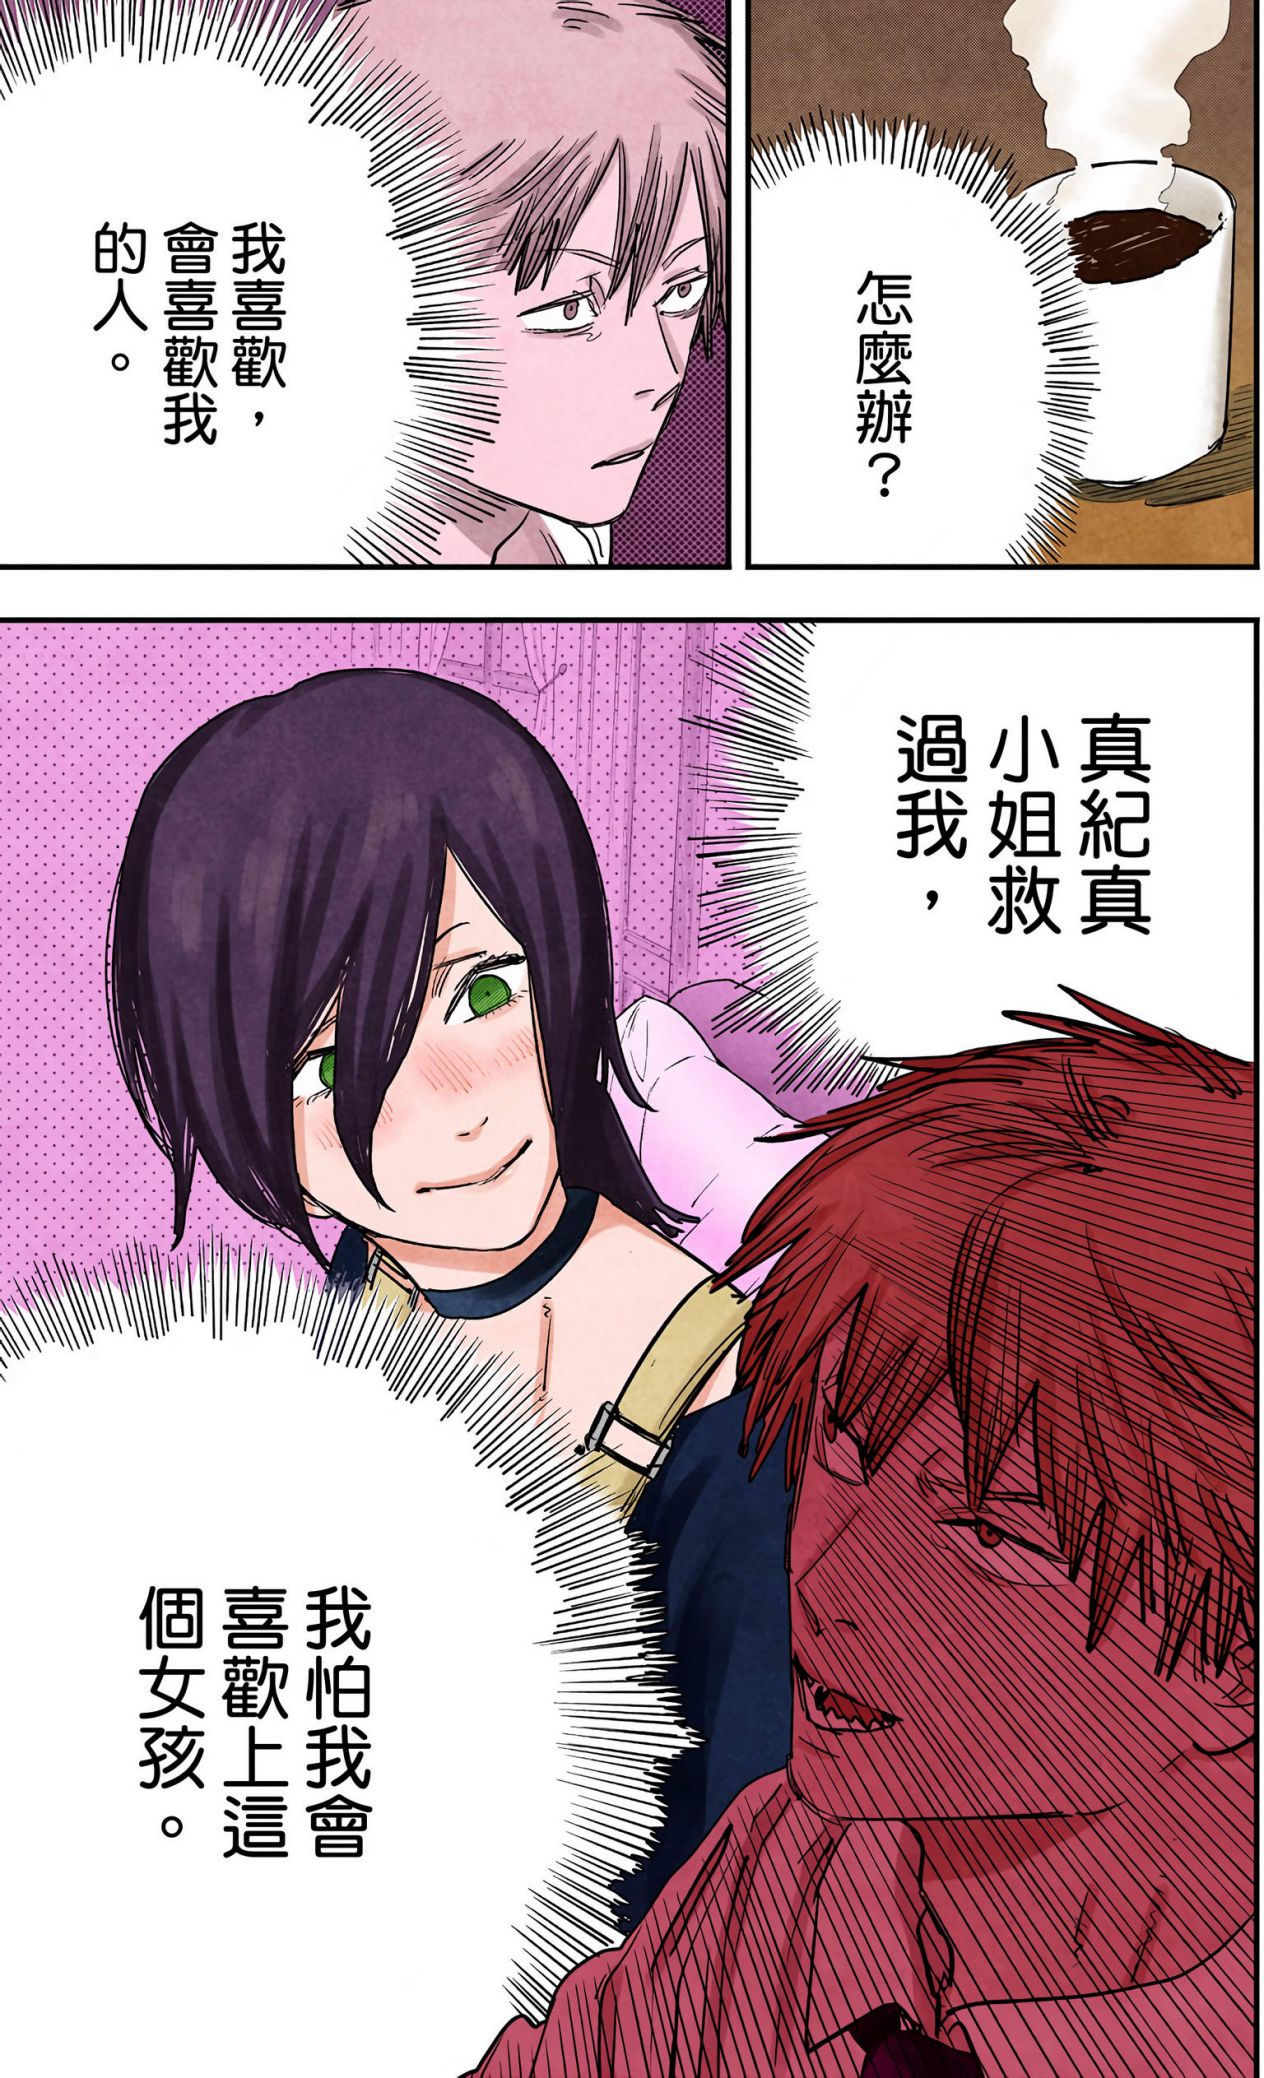 怎麼辦？
我喜歡，
會喜歡我
的人。
真紀真
小姐救
過我，
我怕我會
喜歡上這
個女孩。